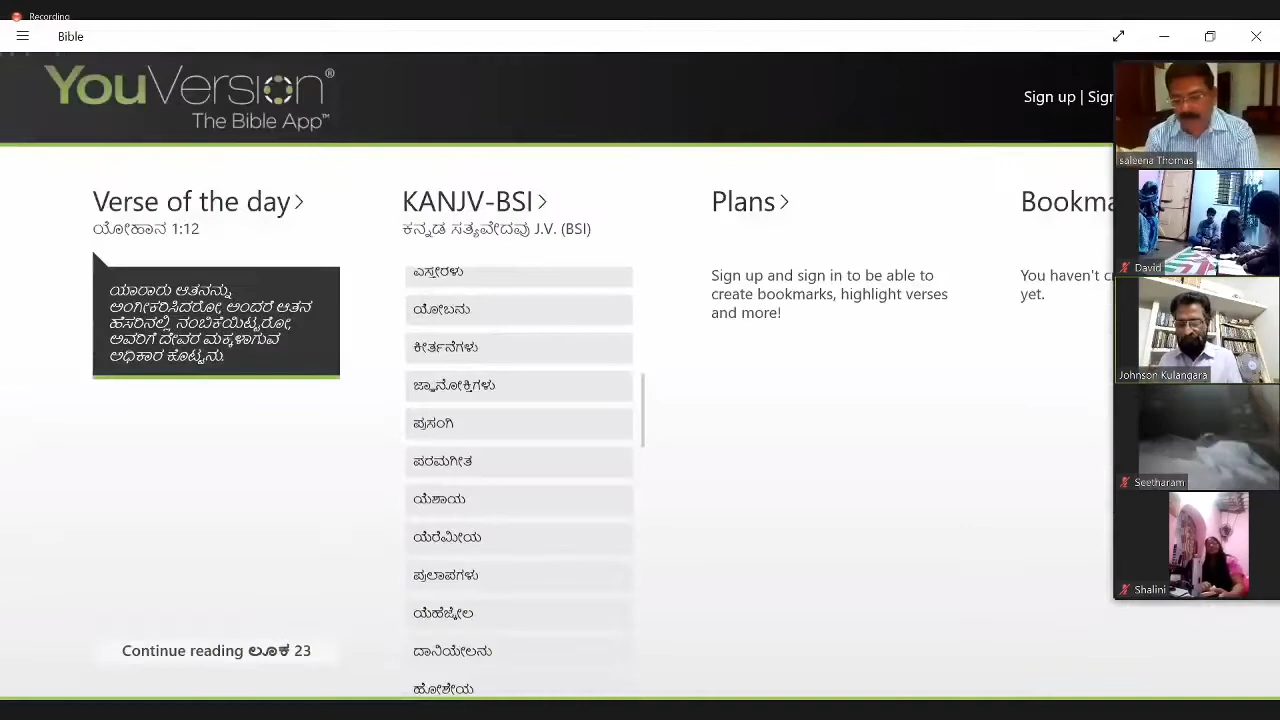 Recording
Bible
YouVersion®
The Bible App™
Sign up | Sign
Verse of the day
ಯೋಹಾನ 1:12
ಯಾರಾರು ಆತನನ್ನು
ಅಂಗೀಕರಿಸಿದರೋ, ಅಂದರೆ ಆತನ
ಹೆಸರಿನಲ್ಲಿ ನಂಬಿಕೆಯಿಟ್ಟರೋ,
ಅವರಿಗೆ ದೇವರ ಮಕ್ಕಳಾಗುವ
ಅಧಿಕಾರ ಕೊಟ್ಟನು.
Continue reading ಲೂಕ 23
KANJV-BSI
ಕನ್ನಡ ಸತ್ಯವೇದವು J.V. (BSI)
ಎಸ್ತೇರಳು
ಯೋಬನು
ಕೀರ್ತನೆಗಳು
ಜ್ಞಾನೋಕ್ತಿಗಳು
ಪ್ರಸಂಗಿ
ಪರಮಗೀತ
ಯೆಶಾಯ
ಯೆರೆಮೀಯ
ಪ್ರಲಾಪಗಳು
ಯೆಹೆಜ್ಕೇಲ
ದಾನಿಯೇಲನು
ಹೋಶೇಯ
Plans
Sign up and sign in to be able to
create bookmarks, highlight verses
and more!
Bookma
You haven't c
yet.
saleena Thomas
David
Johnson Kulangara
Seetharam
Shalini